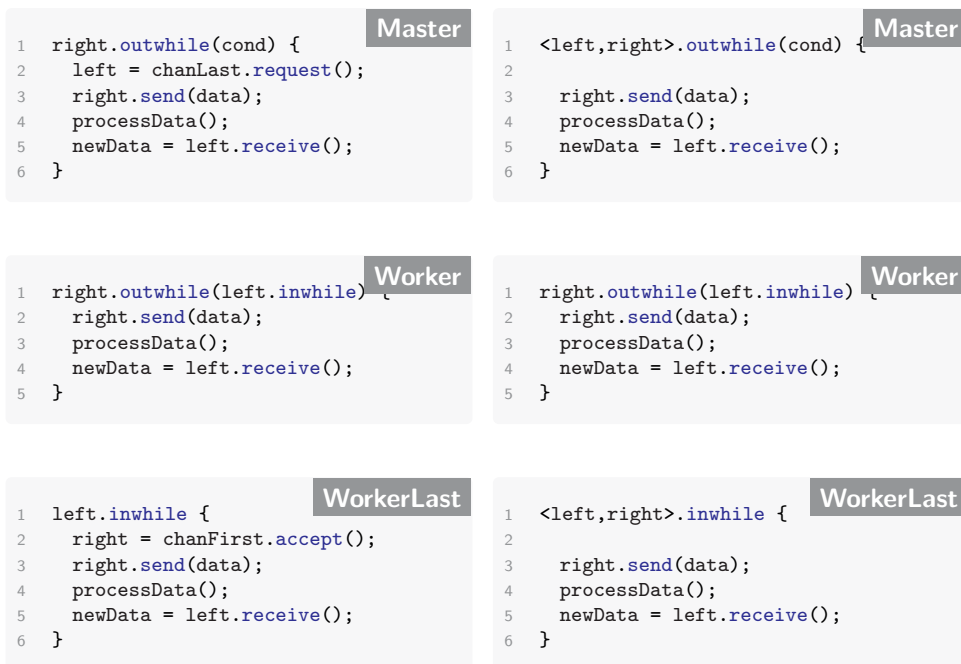 Master
1 right.outwhile(cond) {
2 left = chanLast.request();
3 right.send(data);
4 processData();
5 newData = left.receive();
6 }
Master
1 <left,right>.outwhile(cond) {
2
3 right.send(data);
4 processData();
5 newData = left.receive();
6 }
Worker
1 right.outwhile(left.inwhile) {
2 right.send(data);
3 processData();
4 newData = left.receive();
5 }
Worker
1 right.outwhile(left.inwhile) {
2 right.send(data);
3 processData();
4 newData = left.receive();
5 }
WorkerLast
1 left.inwhile {
2 right = chanFirst.accept();
3 right.send(data);
4 processData();
5 newData = left.receive();
6 }
WorkerLast
1 <left,right>.inwhile {
2
3 right.send(data);
4 processData();
5 newData = left.receive();
6 }